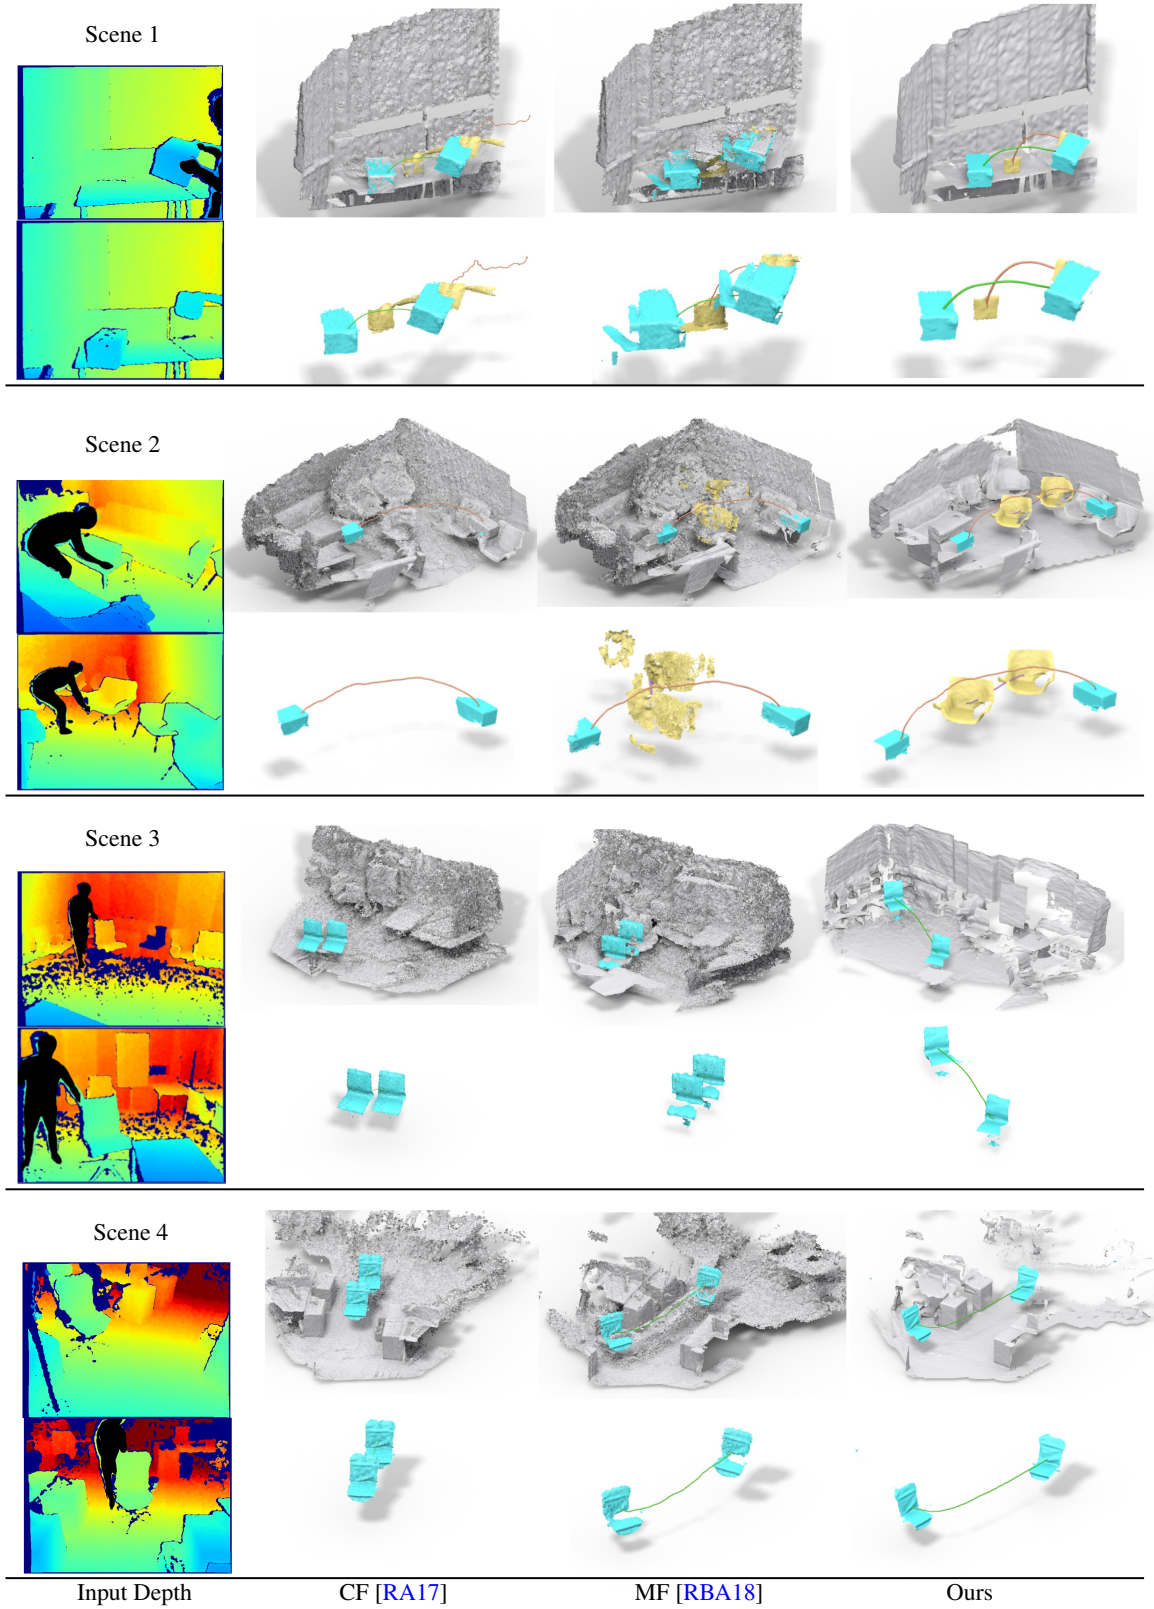 Scene 1
Scene 2
Scene 3
Scene 4
Input Depth CF [RA17] MF [RBA18] Ours